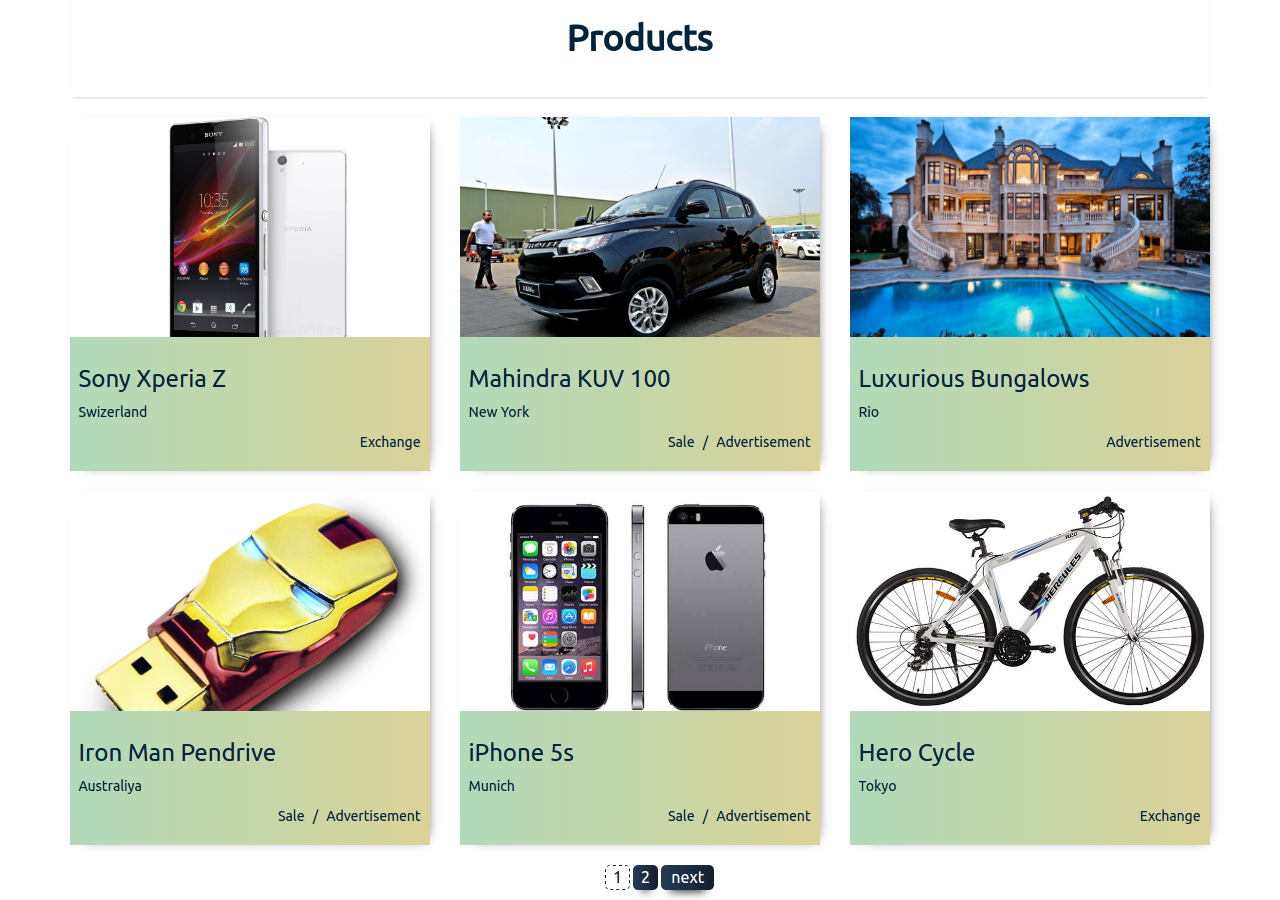 Products
SONY
10:35
XPERIA
Sony Xperia Z
Swizerland
Exchange
Mahindra KUV 100
New York
Sale / Advertisement
Luxurious Bungalows
Rio
Advertisement
Iron Man Pendrive
Australiya
Sale / Advertisement
iPhone
iPhone 5s
Munich
Sale / Advertisement
HERCULES
Hero Cycle
Tokyo
Exchange
1 2 next